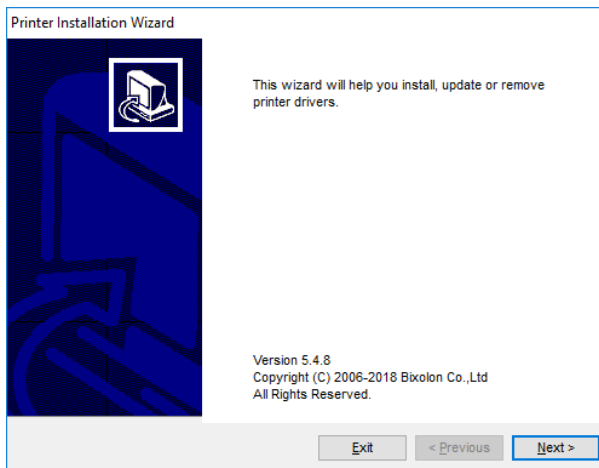 Printer Installation Wizard
This wizard will help you install, update or remove
printer drivers.
Version 5.4.8
Copyright (C) 2006-2018 Bixolon Co.,Ltd
All Rights Reserved.
Exit
< Previous
Next >